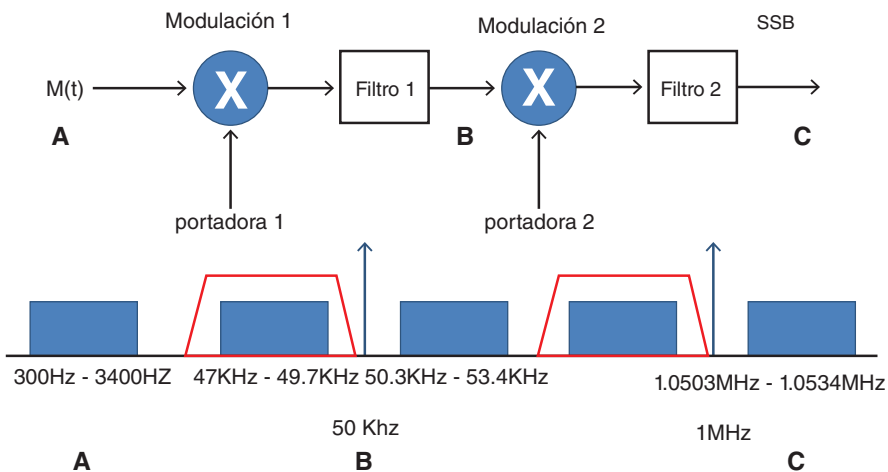 Modulación 1
Modulación 2
SSB
M(t)
X
Filtro 1
X
Filtro 2
A
B
C
portadora 1
portadora 2
300Hz - 3400HZ
47KHz - 49.7KHz
50.3KHz - 53.4KHz
1.0503MHz - 1.0534MHz
50 Khz
1MHz
A
B
C